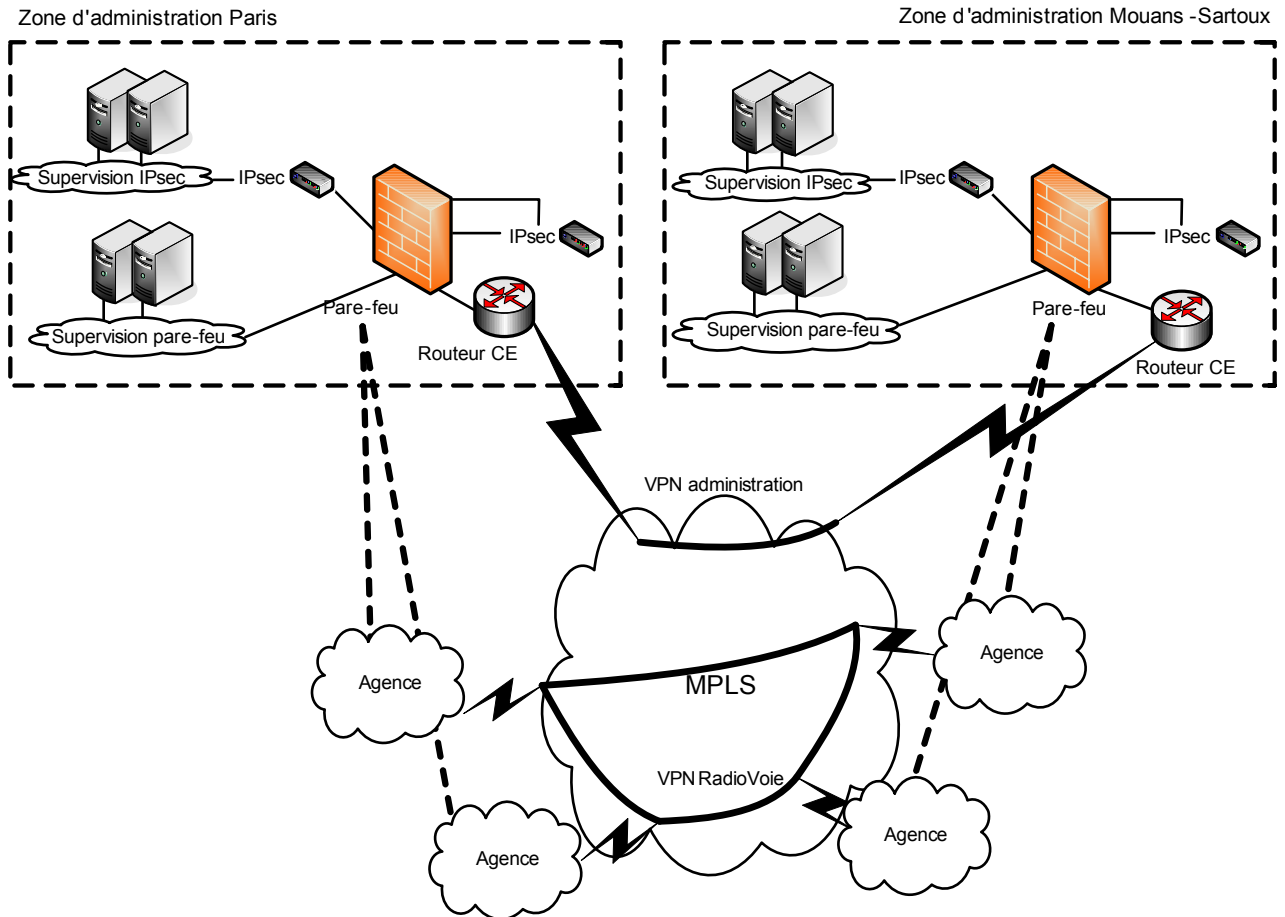 Zone d'administration Paris
Zone d'administration Mouans -Sartoux
Supervision IPsec
IPsec
IPsec
Supervision pare-feu
Pare-feu
Routeur CE
Supervision IPsec
IPsec
IPsec
Supervision pare-feu
Pare-feu
Routeur CE
VPN administration
Agence
MPLS
Agence
VPN RadioVoie
Agence
Agence